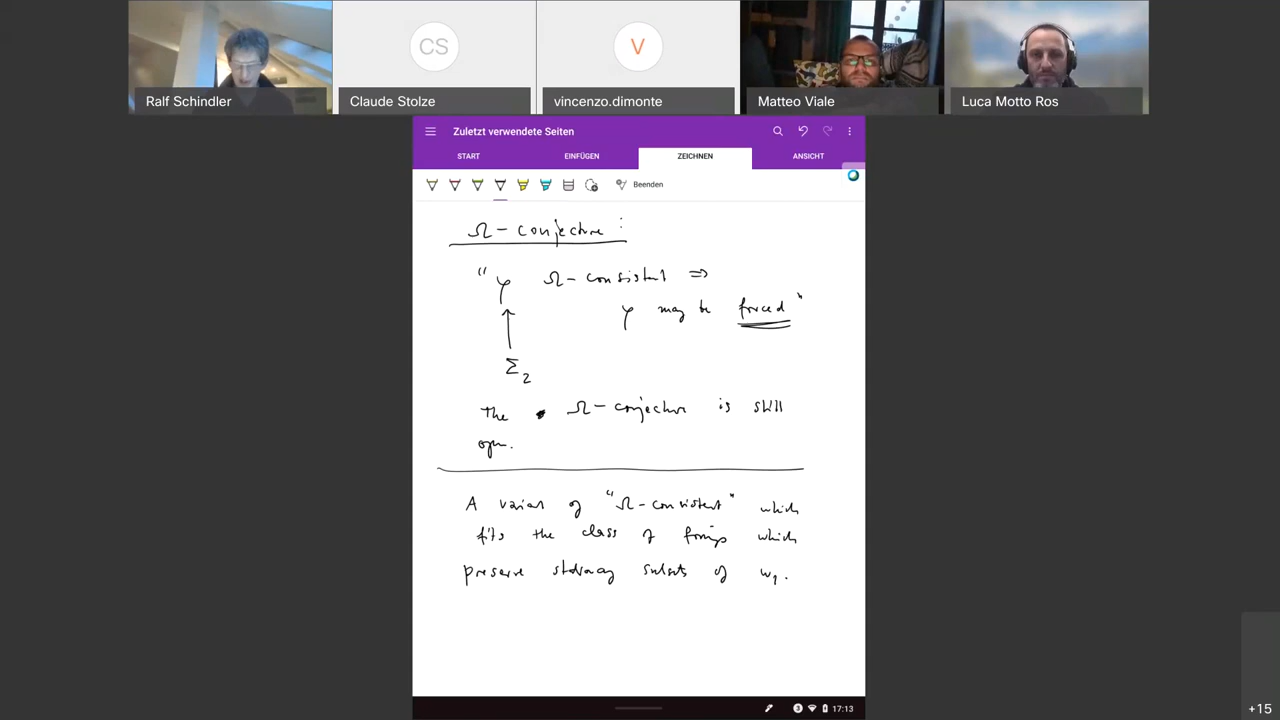 CS
V
Ralf Schindler
Claude Stolze
vincenzo.dimonte
Matteo Viale
Luca Motto Ros
Zuletzt verwendete Seiten
START EINFÜGEN ZEICHNEN ANSICHT
Beenden
Ω-conjecture:
"φ Ω-consistent ⇒
φ may be forced"
↑
Σ₂
The Ω-conjecture is still
open.
A variant of "Ω-consistent" which
fits the class of forcings which
preserve stationary subsets of ω₁.
3 17:13
+15